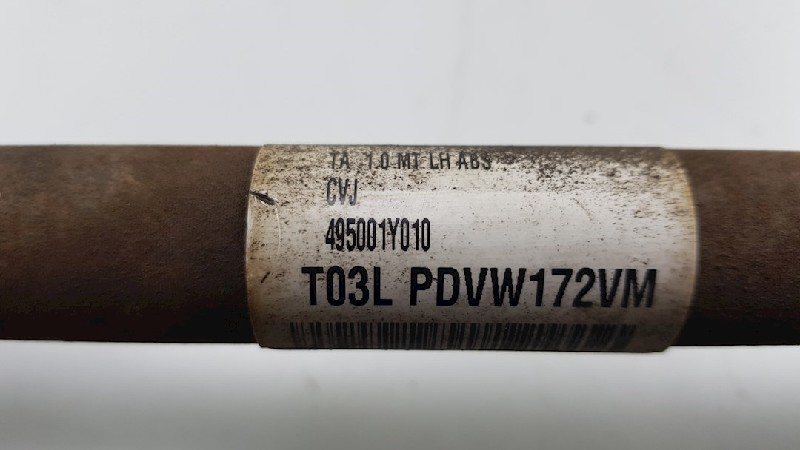 TA 1.0 MT LH ABS
CVJ
495001Y010
T03L PDVW172VM